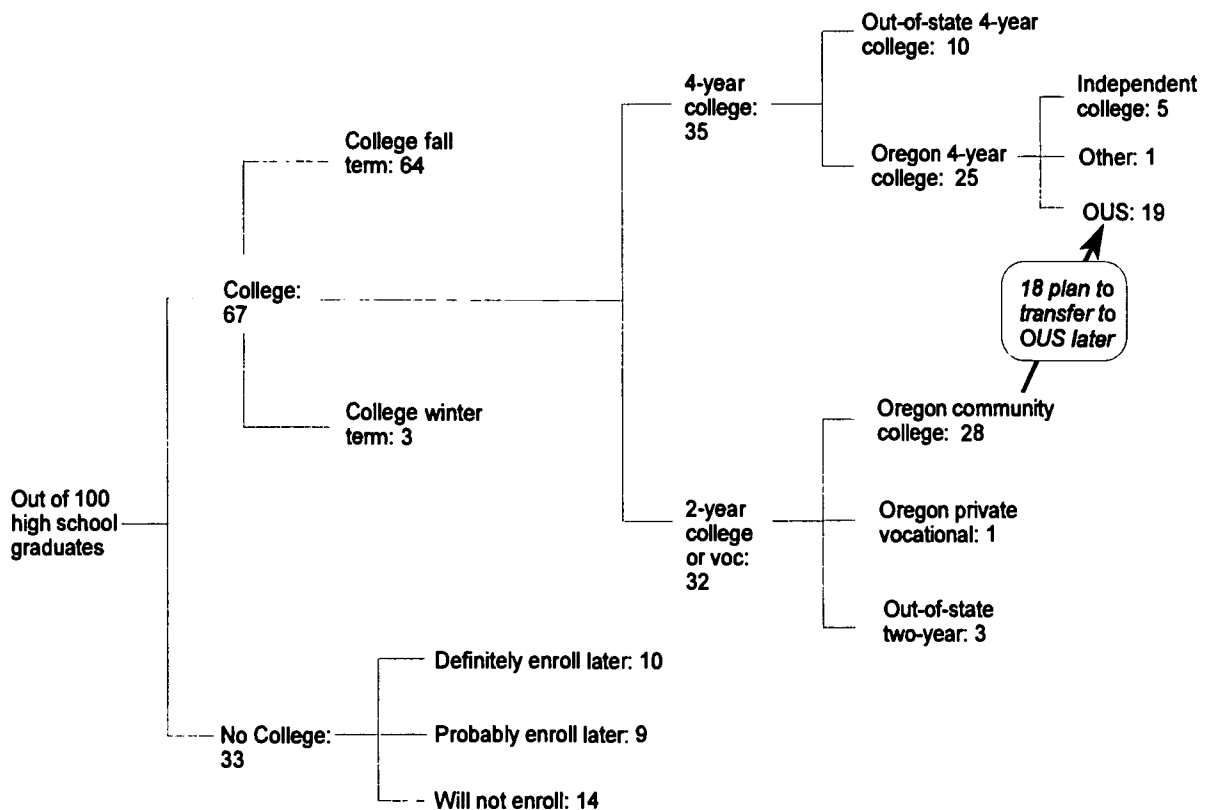 Out-of-state 4-year
college: 10
4-year
college:
35
Independent
college: 5
College fall
term: 64
Oregon 4-year
college: 25
Other: 1
OUS: 19
College:
67
18 plan to
transfer to
OUS later
College winter
term: 3
Oregon community
college: 28
Out of 100
high school
graduates
2-year
college
or voc:
32
Oregon private
vocational: 1
Out-of-state
two-year: 3
Definitely enroll later: 10
No College:
33
Probably enroll later: 9
Will not enroll: 14